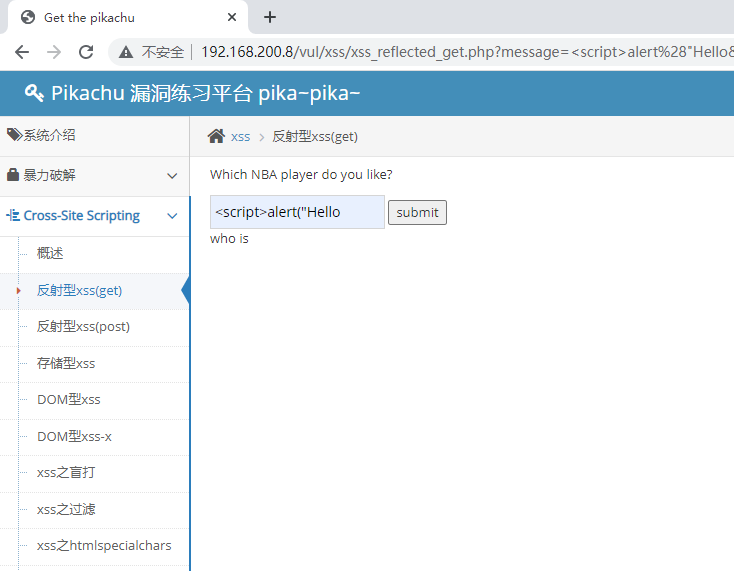 Get the pikachu
不安全 192.168.200.8/vul/xss/xss_reflected_get.php?message=<script>alert%28"Hello&
Pikachu 漏洞练习平台 pika~pika~
系统介绍
xss 反射型xss(get)
暴力破解
Which NBA player do you like?
Cross-Site Scripting
<script>alert("Hello submit
who is
概述
反射型xss(get)
反射型xss(post)
存储型xss
DOM型xss
DOM型xss-x
xss之盲打
xss之过滤
xss之htmlspecialchars